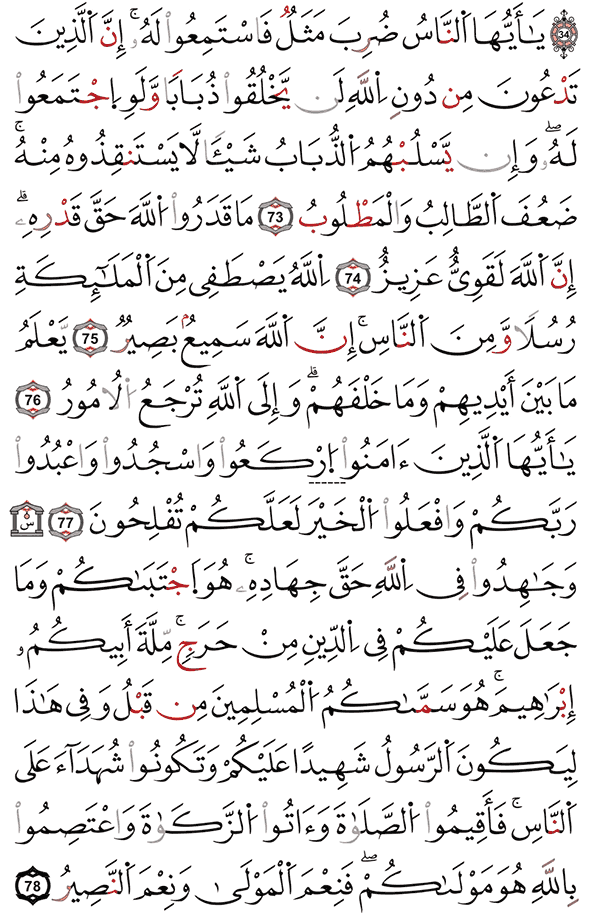 34 يَـٰٓأَيُّهَا ٱلنَّاسُ ضُرِبَ مَثَلٌ فَٱسْتَمِعُوا۟ لَهُۥٓ ۚ إِنَّ ٱلَّذِينَ
تَدْعُونَ مِن دُونِ ٱللَّهِ لَن يَخْلُقُوا۟ ذُبَابًا وَلَوِ ٱجْتَمَعُوا۟
لَهُۥ ۖ وَإِن يَسْلُبْهُمُ ٱلذُّبَابُ شَيْـًٔا لَّا يَسْتَنقِذُوهُ مِنْهُ ۚ
ضَعُفَ ٱلطَّالِبُ وَٱلْمَطْلُوبُ 73 مَا قَدَرُوا۟ ٱللَّهَ حَقَّ قَدْرِهِۦٓ ۗ
إِنَّ ٱللَّهَ لَقَوِىٌّ عَزِيزٌ 74 ٱللَّهُ يَصْطَفِى مِنَ ٱلْمَلَـٰٓئِكَةِ
رُسُلًا وَمِنَ ٱلنَّاسِ ۚ إِنَّ ٱللَّهَ سَمِيعٌۢ بَصِيرٌ 75 يَعْلَمُ
مَا بَيْنَ أَيْدِيهِمْ وَمَا خَلْفَهُمْ ۗ وَإِلَى ٱللَّهِ تُرْجَعُ ٱلْأُمُورُ 76
يَـٰٓأَيُّهَا ٱلَّذِينَ ءَامَنُوا۟ ٱرْكَعُوا۟ وَٱسْجُدُوا۟ وَٱعْبُدُوا۟
رَبَّكُمْ وَٱفْعَلُوا۟ ٱلْخَيْرَ لَعَلَّكُمْ تُفْلِحُونَ 77 س
وَجَـٰهِدُوا۟ فِى ٱللَّهِ حَقَّ جِهَادِهِۦ ۚ هُوَ ٱجْتَبَىٰكُمْ وَمَا
جَعَلَ عَلَيْكُمْ فِى ٱلدِّينِ مِنْ حَرَجٍ ۚ مِّلَّةَ أَبِيكُمُۥ
إِبْرَٰهِيمَ ۚ هُوَ سَمَّىٰكُمُ ٱلْمُسْلِمِينَ مِن قَبْلُ وَفِى هَـٰذَا
لِيَكُونَ ٱلرَّسُولُ شَهِيدًا عَلَيْكُمْ وَتَكُونُوا۟ شُهَدَآءَ عَلَى
ٱلنَّاسِ ۚ فَأَقِيمُوا۟ ٱلصَّلَوٰةَ وَءَاتُوا۟ ٱلزَّكَوٰةَ وَٱعْتَصِمُوا۟
بِٱللَّهِ هُوَ مَوْلَىٰكُمْ ۖ فَنِعْمَ ٱلْمَوْلَىٰ وَنِعْمَ ٱلنَّصِيرُ 78